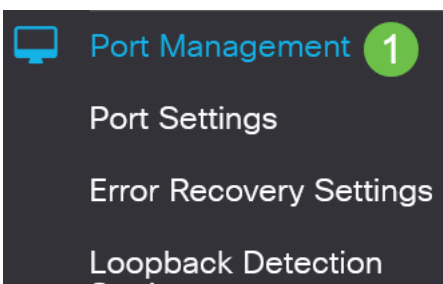 Port Management 1
Port Settings
Error Recovery Settings
Loopback Detection